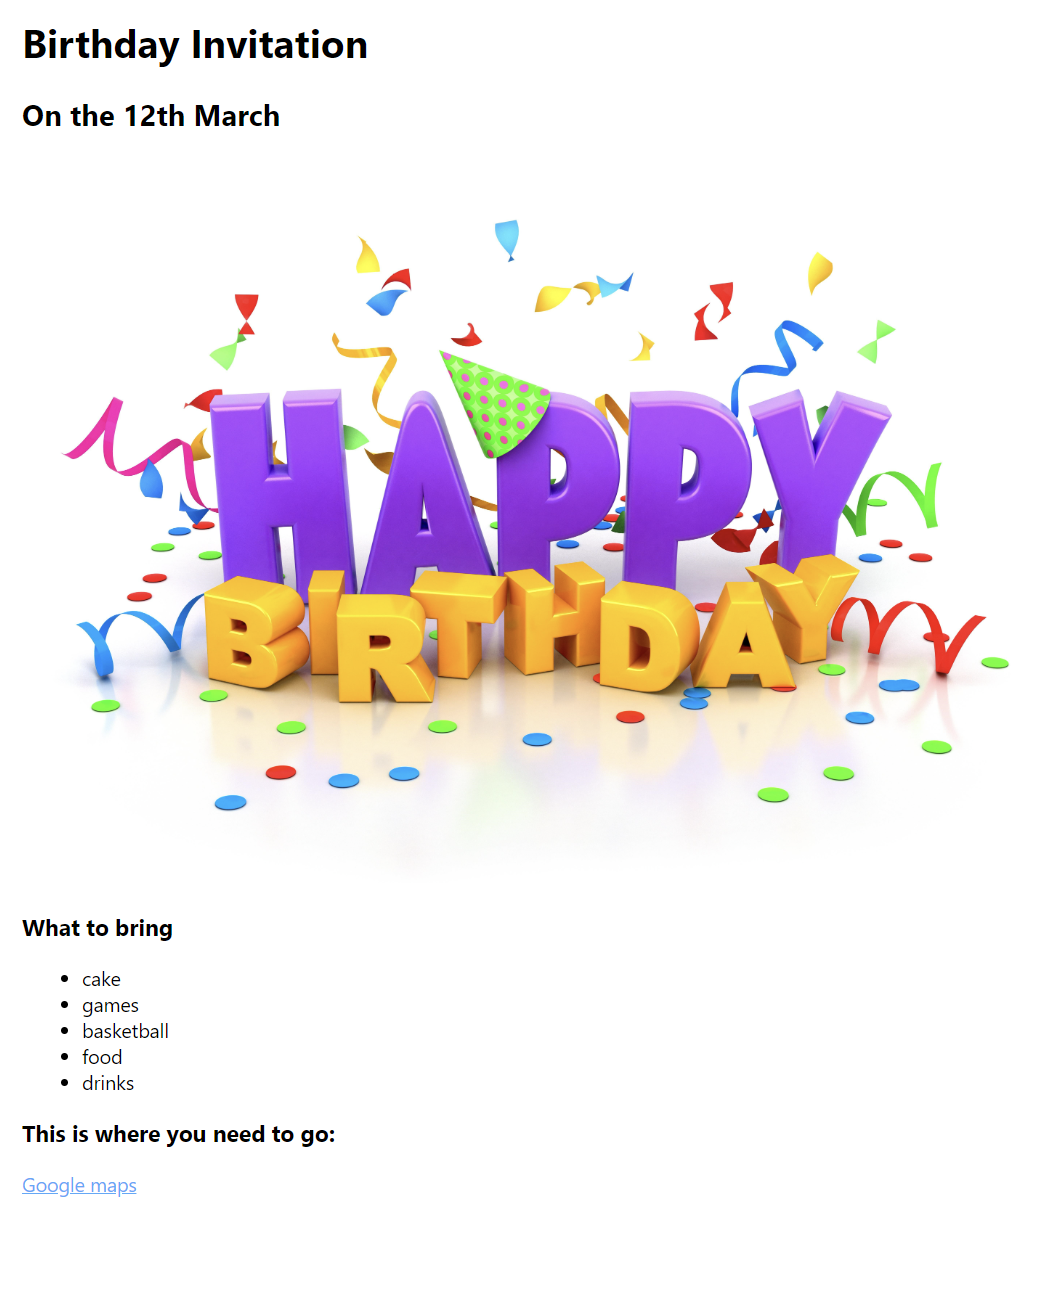 Birthday Invitation
On the 12th March
HAPPY
BIRTHDAY
What to bring
cake
games
basketball
food
drinks
This is where you need to go:
Google maps